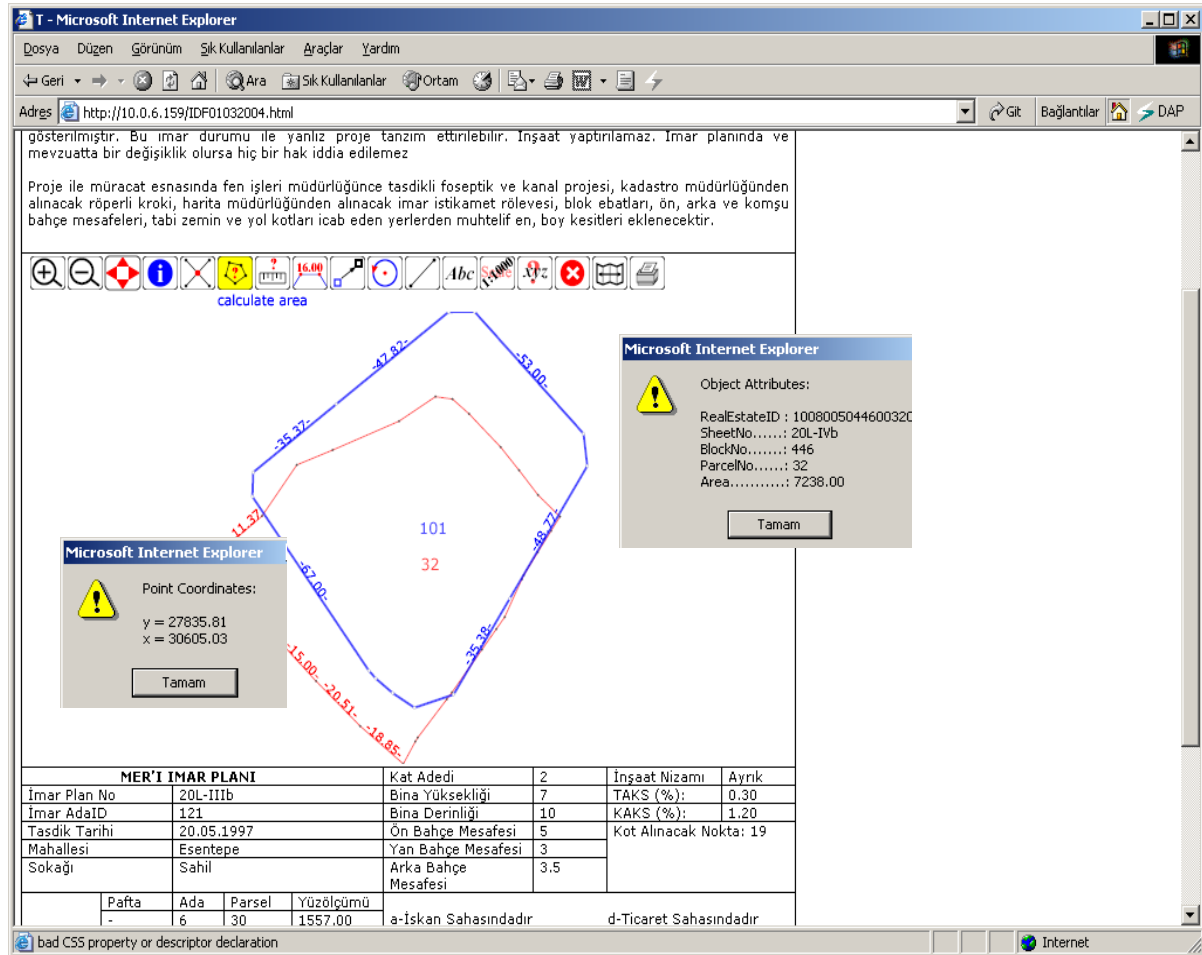 T - Microsoft Internet Explorer
Dosya Düzen Görünüm Sık Kullanılanlar Araçlar Yardım
Geri Ara Sık Kullanılanlar Ortam
Adres http://10.0.6.159/IDF01032004.html Git Bağlantılar DAP
gösterilmiştir. Bu imar durumu ile yanlız proje tanzim ettirilebilir. İnşaat yaptırılamaz. İmar planında ve
mevzuatta bir değişiklik olursa hiç bir hak iddia edilemez
Proje ile müracat esnasında fen işleri müdürlüğünce tasdikli foseptik ve kanal projesi, kadastro müdürlüğünden
alınacak röperli kroki, harita müdürlüğünden alınacak imar istikamet rölevesi, blok ebatları, ön, arka ve komşu
bahçe mesafeleri, tabi zemin ve yol kotları icab eden yerlerden muhtelif en, boy kesitleri eklenecektir.
16.00 Abc Scale 1:1000 xyz
calculate area
-47.82-
-53.00-
-35.37-
11.37
101
32
-48.77-
-67.00-
-35.38-
-15.00-
-20.51-
-18.85-
Microsoft Internet Explorer
Object Attributes:
RealEstateID : 1008005044600320
SheetNo......: 20L-IVb
BlockNo.......: 446
ParcelNo......: 32
Area...........: 7238.00
Tamam
Microsoft Internet Explorer
Point Coordinates:
y = 27835.81
x = 30605.03
Tamam
MER'I IMAR PLANI Kat Adedi 2 İnşaat Nizamı Ayrık
İmar Plan No 20L-IIIb Bina Yüksekliği 7 TAKS (%): 0.30
İmar AdaID 121 Bina Derinliği 10 KAKS (%): 1.20
Tasdik Tarihi 20.05.1997 Ön Bahçe Mesafesi 5 Kot Alınacak Nokta: 19
Mahallesi Esentepe Yan Bahçe Mesafesi 3
Sokağı Sahil Arka Bahçe 3.5
Mesafesi
Pafta Ada Parsel Yüzölçümü
- 6 30 1557.00 a-İskan Sahasındadır d-Ticaret Sahasındadır
bad CSS property or descriptor declaration Internet